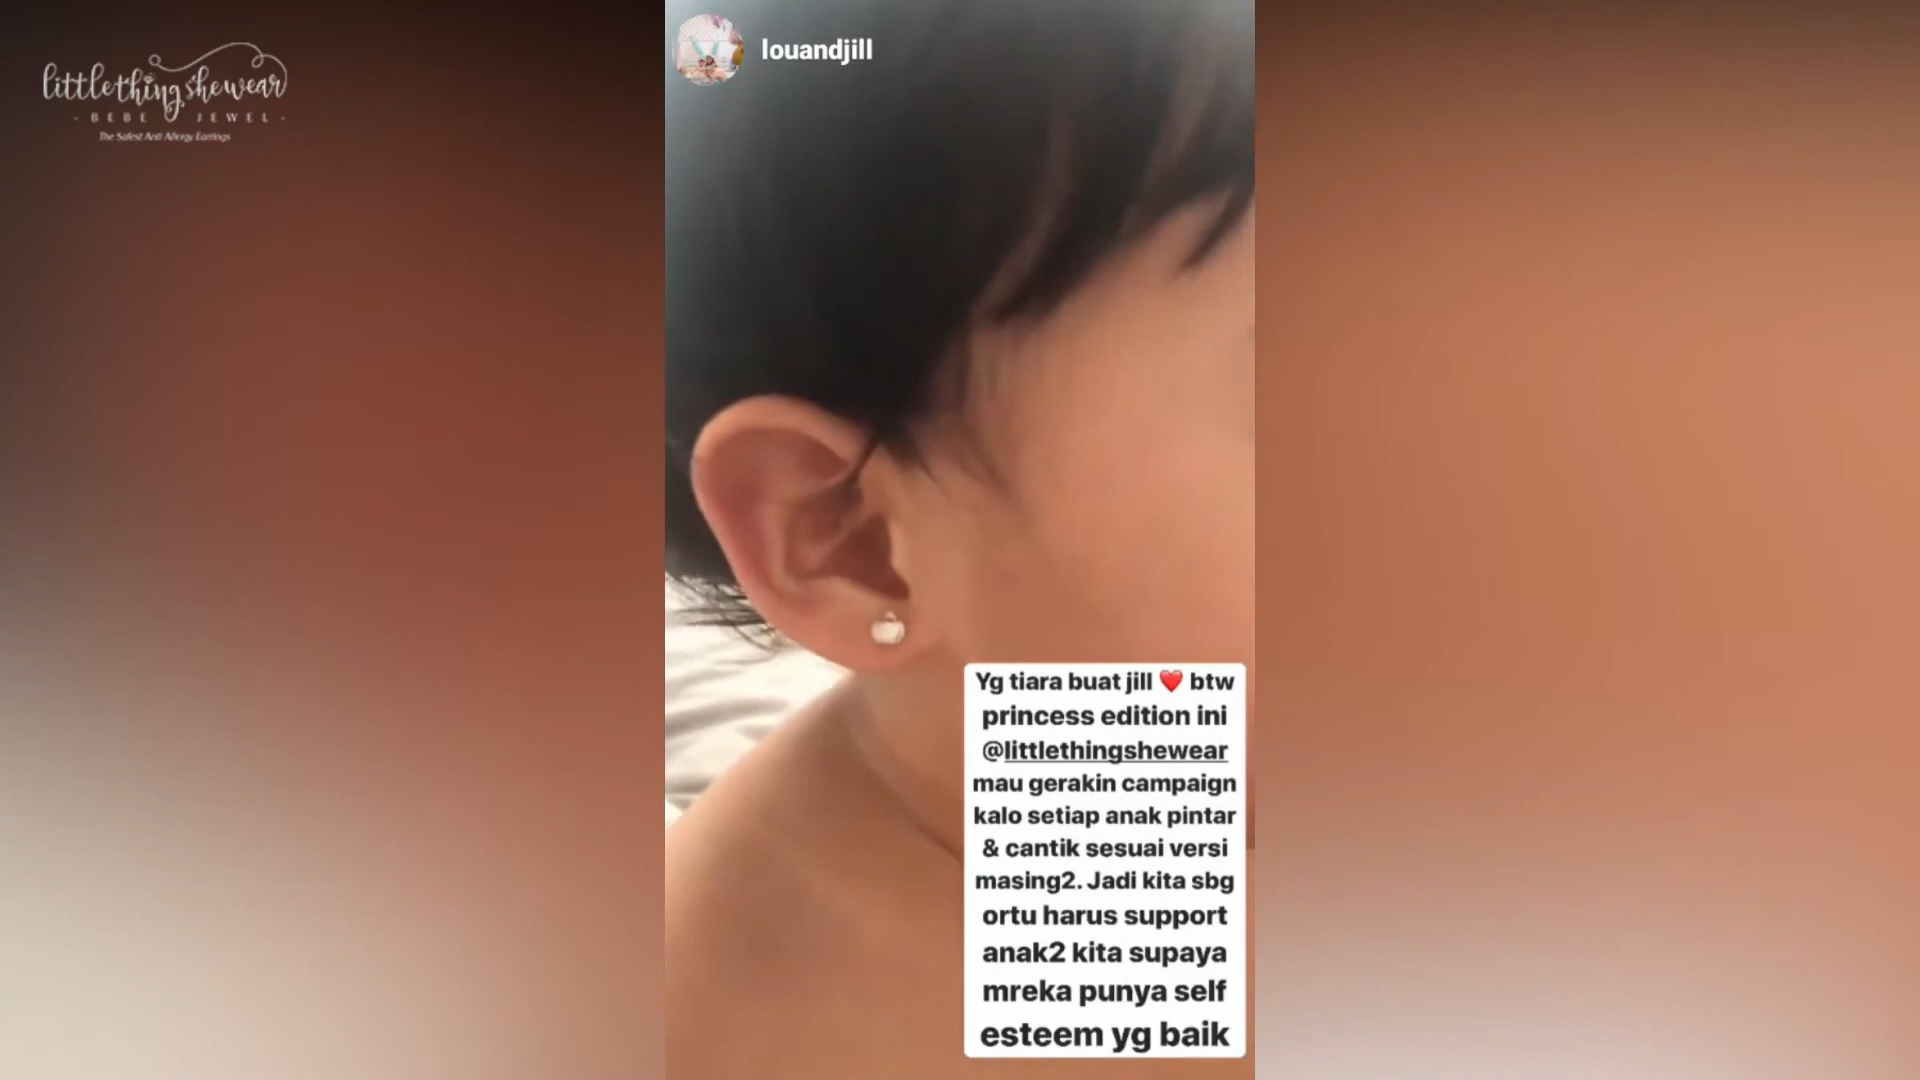 littlethingshewear
- BEBE JEWEL -
The Safest Anti Allergy Earrings
louandjill
Yg tiara buat jill ❤️ btw
princess edition ini
@littlethingshewear
mau gerakin campaign
kalo setiap anak pintar
& cantik sesuai versi
masing2. Jadi kita sbg
ortu harus support
anak2 kita supaya
mreka punya self
esteem yg baik